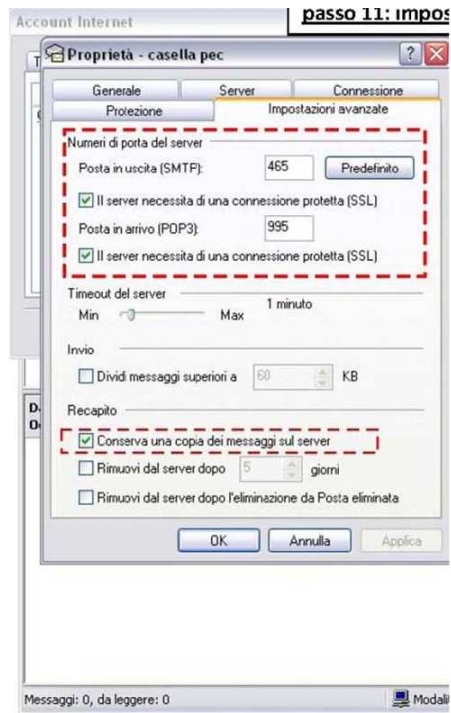 passo 11: impos
Account Internet
Proprietà - casella pec
Generale Server Connessione
Protezione Impostazioni avanzate
Numeri di porta del server
Posta in uscita (SMTP): 465 Predefinito
Il server necessita di una connessione protetta (SSL)
Posta in arrivo (POP3): 995
Il server necessita di una connessione protetta (SSL)
Timeout del server
Min Max 1 minuto
Invio
Dividi messaggi superiori a 60 KB
Recapito
Conserva una copia dei messaggi sul server
Rimuovi dal server dopo 5 giorni
Rimuovi dal server dopo l'eliminazione da Posta eliminata
OK Annulla Applica
Messaggi: 0, da leggere: 0 Modali